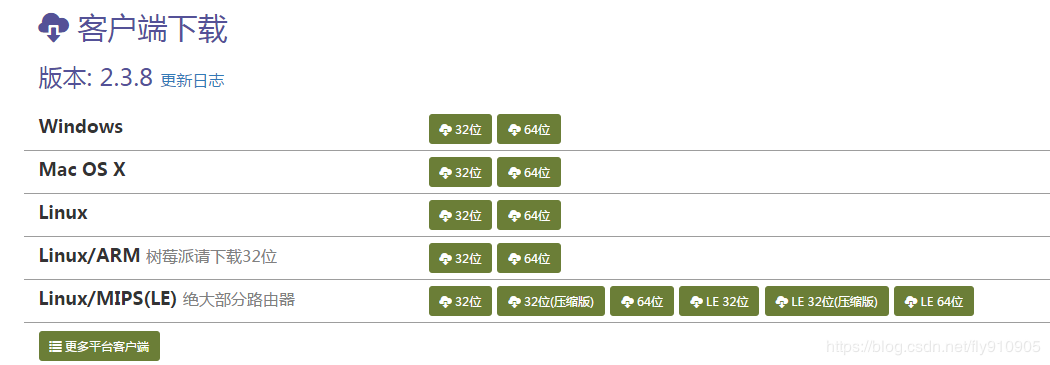 客户端下载
版本: 2.3.8 更新日志
Windows 32位 64位
Mac OS X 32位 64位
Linux 32位 64位
Linux/ARM 树莓派请下载32位 32位 64位
Linux/MIPS(LE) 绝大部分路由器 32位 32位(压缩版) 64位 LE 32位 LE 32位(压缩版) LE 64位
更多平台客户端
https://blog.csdn.net/fly910905